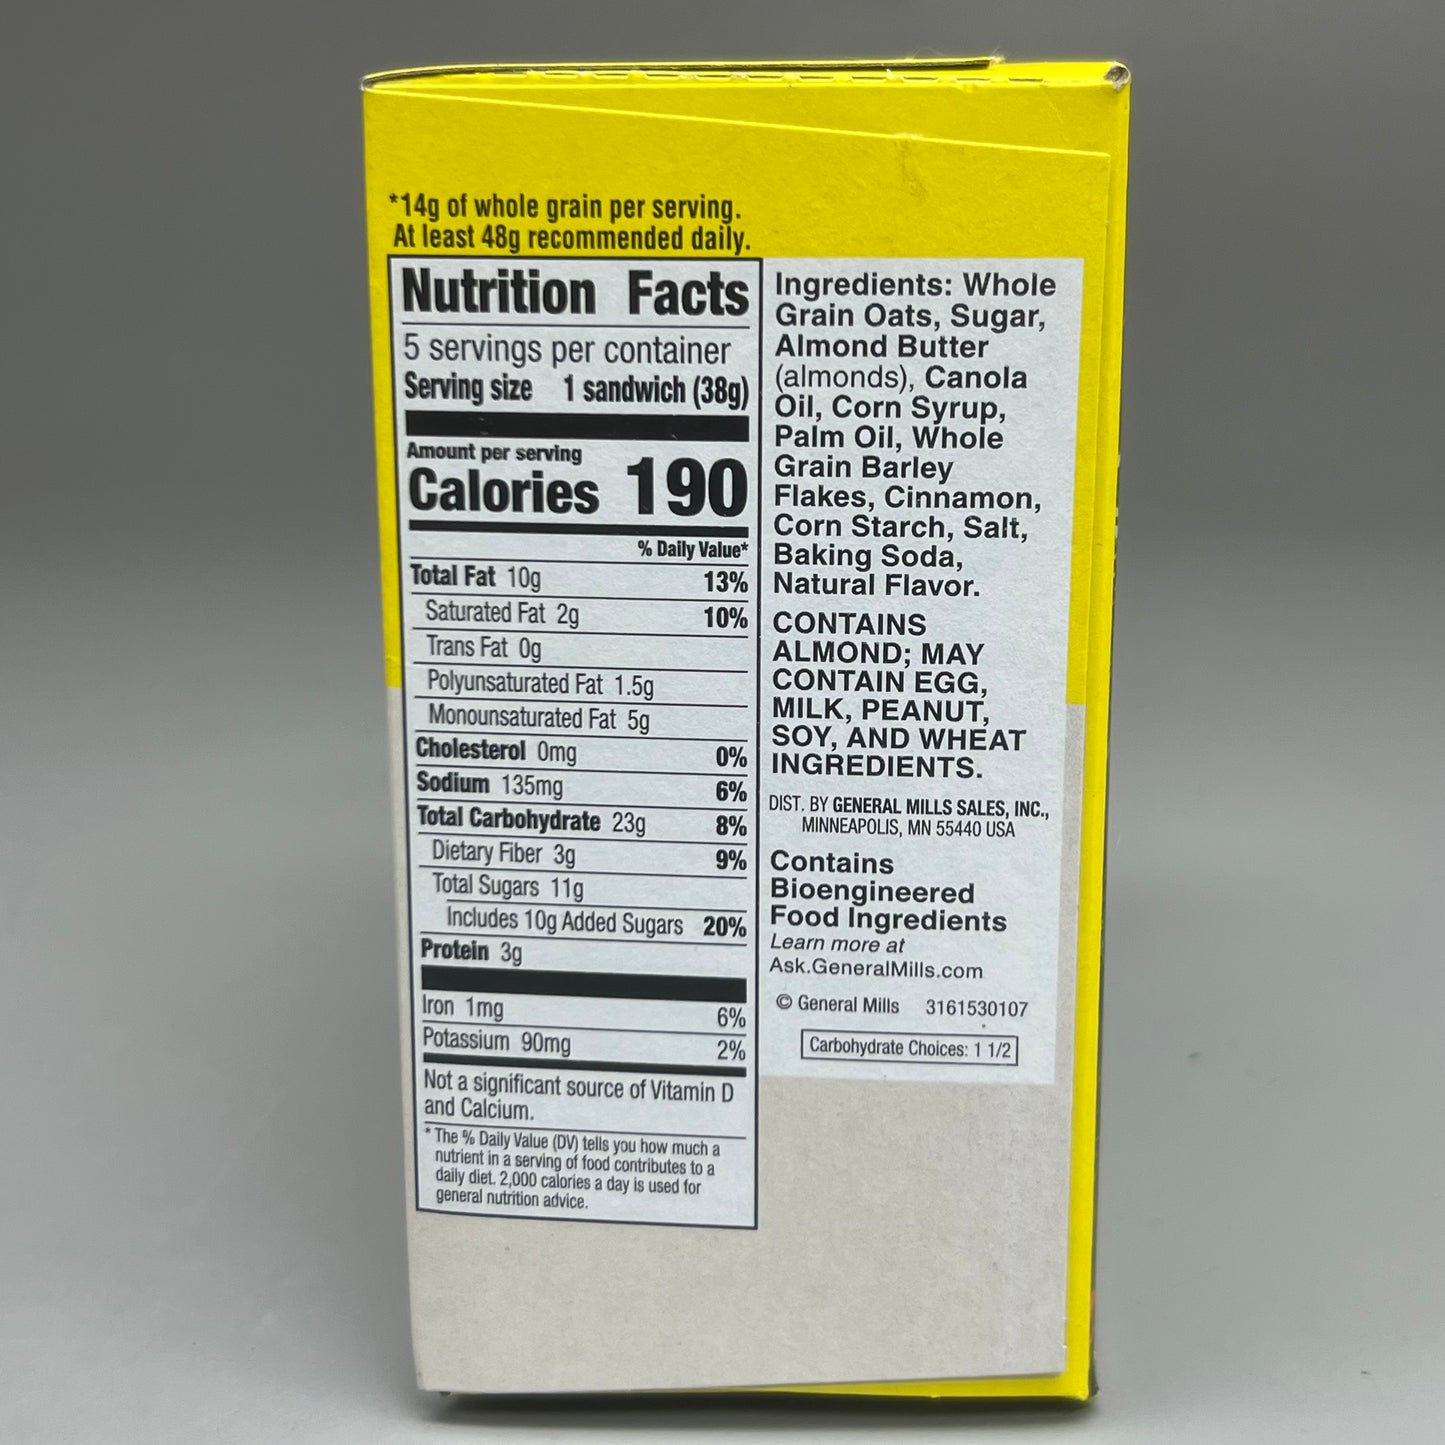 *14g of whole grain per serving.
At least 48g recommended daily.
Nutrition Facts
5 servings per container
Serving size 1 sandwich (38g)
Amount per serving
Calories 190
% Daily Value*
Total Fat 10g 13%
Saturated Fat 2g 10%
Trans Fat 0g
Polyunsaturated Fat 1.5g
Monounsaturated Fat 5g
Cholesterol 0mg 0%
Sodium 135mg 6%
Total Carbohydrate 23g 8%
Dietary Fiber 3g 9%
Total Sugars 11g
Includes 10g Added Sugars 20%
Protein 3g
Iron 1mg 6%
Potassium 90mg 2%
Not a significant source of Vitamin D
and Calcium.
* The % Daily Value (DV) tells you how much a
nutrient in a serving of food contributes to a
daily diet. 2,000 calories a day is used for
general nutrition advice.
Ingredients: Whole
Grain Oats, Sugar,
Almond Butter
(almonds), Canola
Oil, Corn Syrup,
Palm Oil, Whole
Grain Barley
Flakes, Cinnamon,
Corn Starch, Salt,
Baking Soda,
Natural Flavor.
CONTAINS
ALMOND; MAY
CONTAIN EGG,
MILK, PEANUT,
SOY, AND WHEAT
INGREDIENTS.
DIST. BY GENERAL MILLS SALES, INC.,
MINNEAPOLIS, MN 55440 USA
Contains
Bioengineered
Food Ingredients
Learn more at
Ask.GeneralMills.com
© General Mills 3161530107
Carbohydrate Choices: 1 1/2